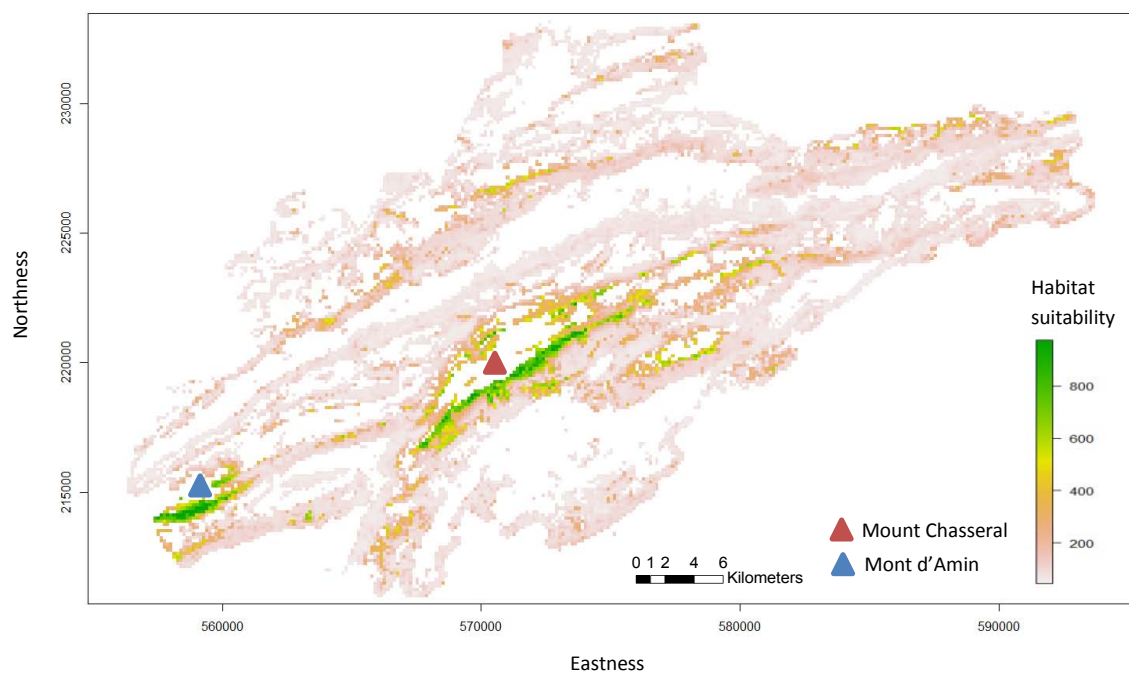 230000
225000
220000
215000
Northness
560000
570000
580000
590000
Eastness
Habitat
suitability
800
600
400
200
Mount Chasseral
Mont d’Amin
0 1 2 4 6
Kilometers